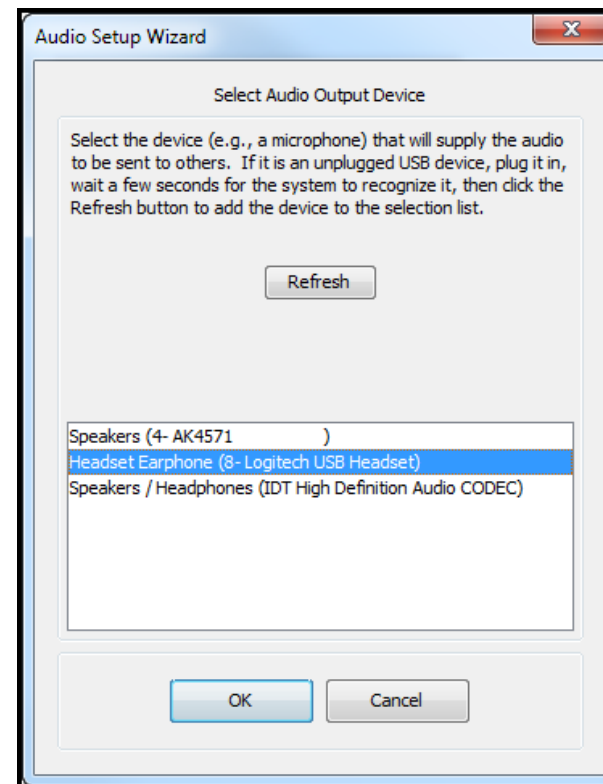 Audio Setup Wizard
Select Audio Output Device
Select the device (e.g., a microphone) that will supply the audio
to be sent to others.  If it is an unplugged USB device, plug it in,
wait a few seconds for the system to recognize it, then click the
Refresh button to add the device to the selection list.
Refresh
Speakers (4- AK4571                )
Headset Earphone (8- Logitech USB Headset)
Speakers / Headphones (IDT High Definition Audio CODEC)
OK
Cancel